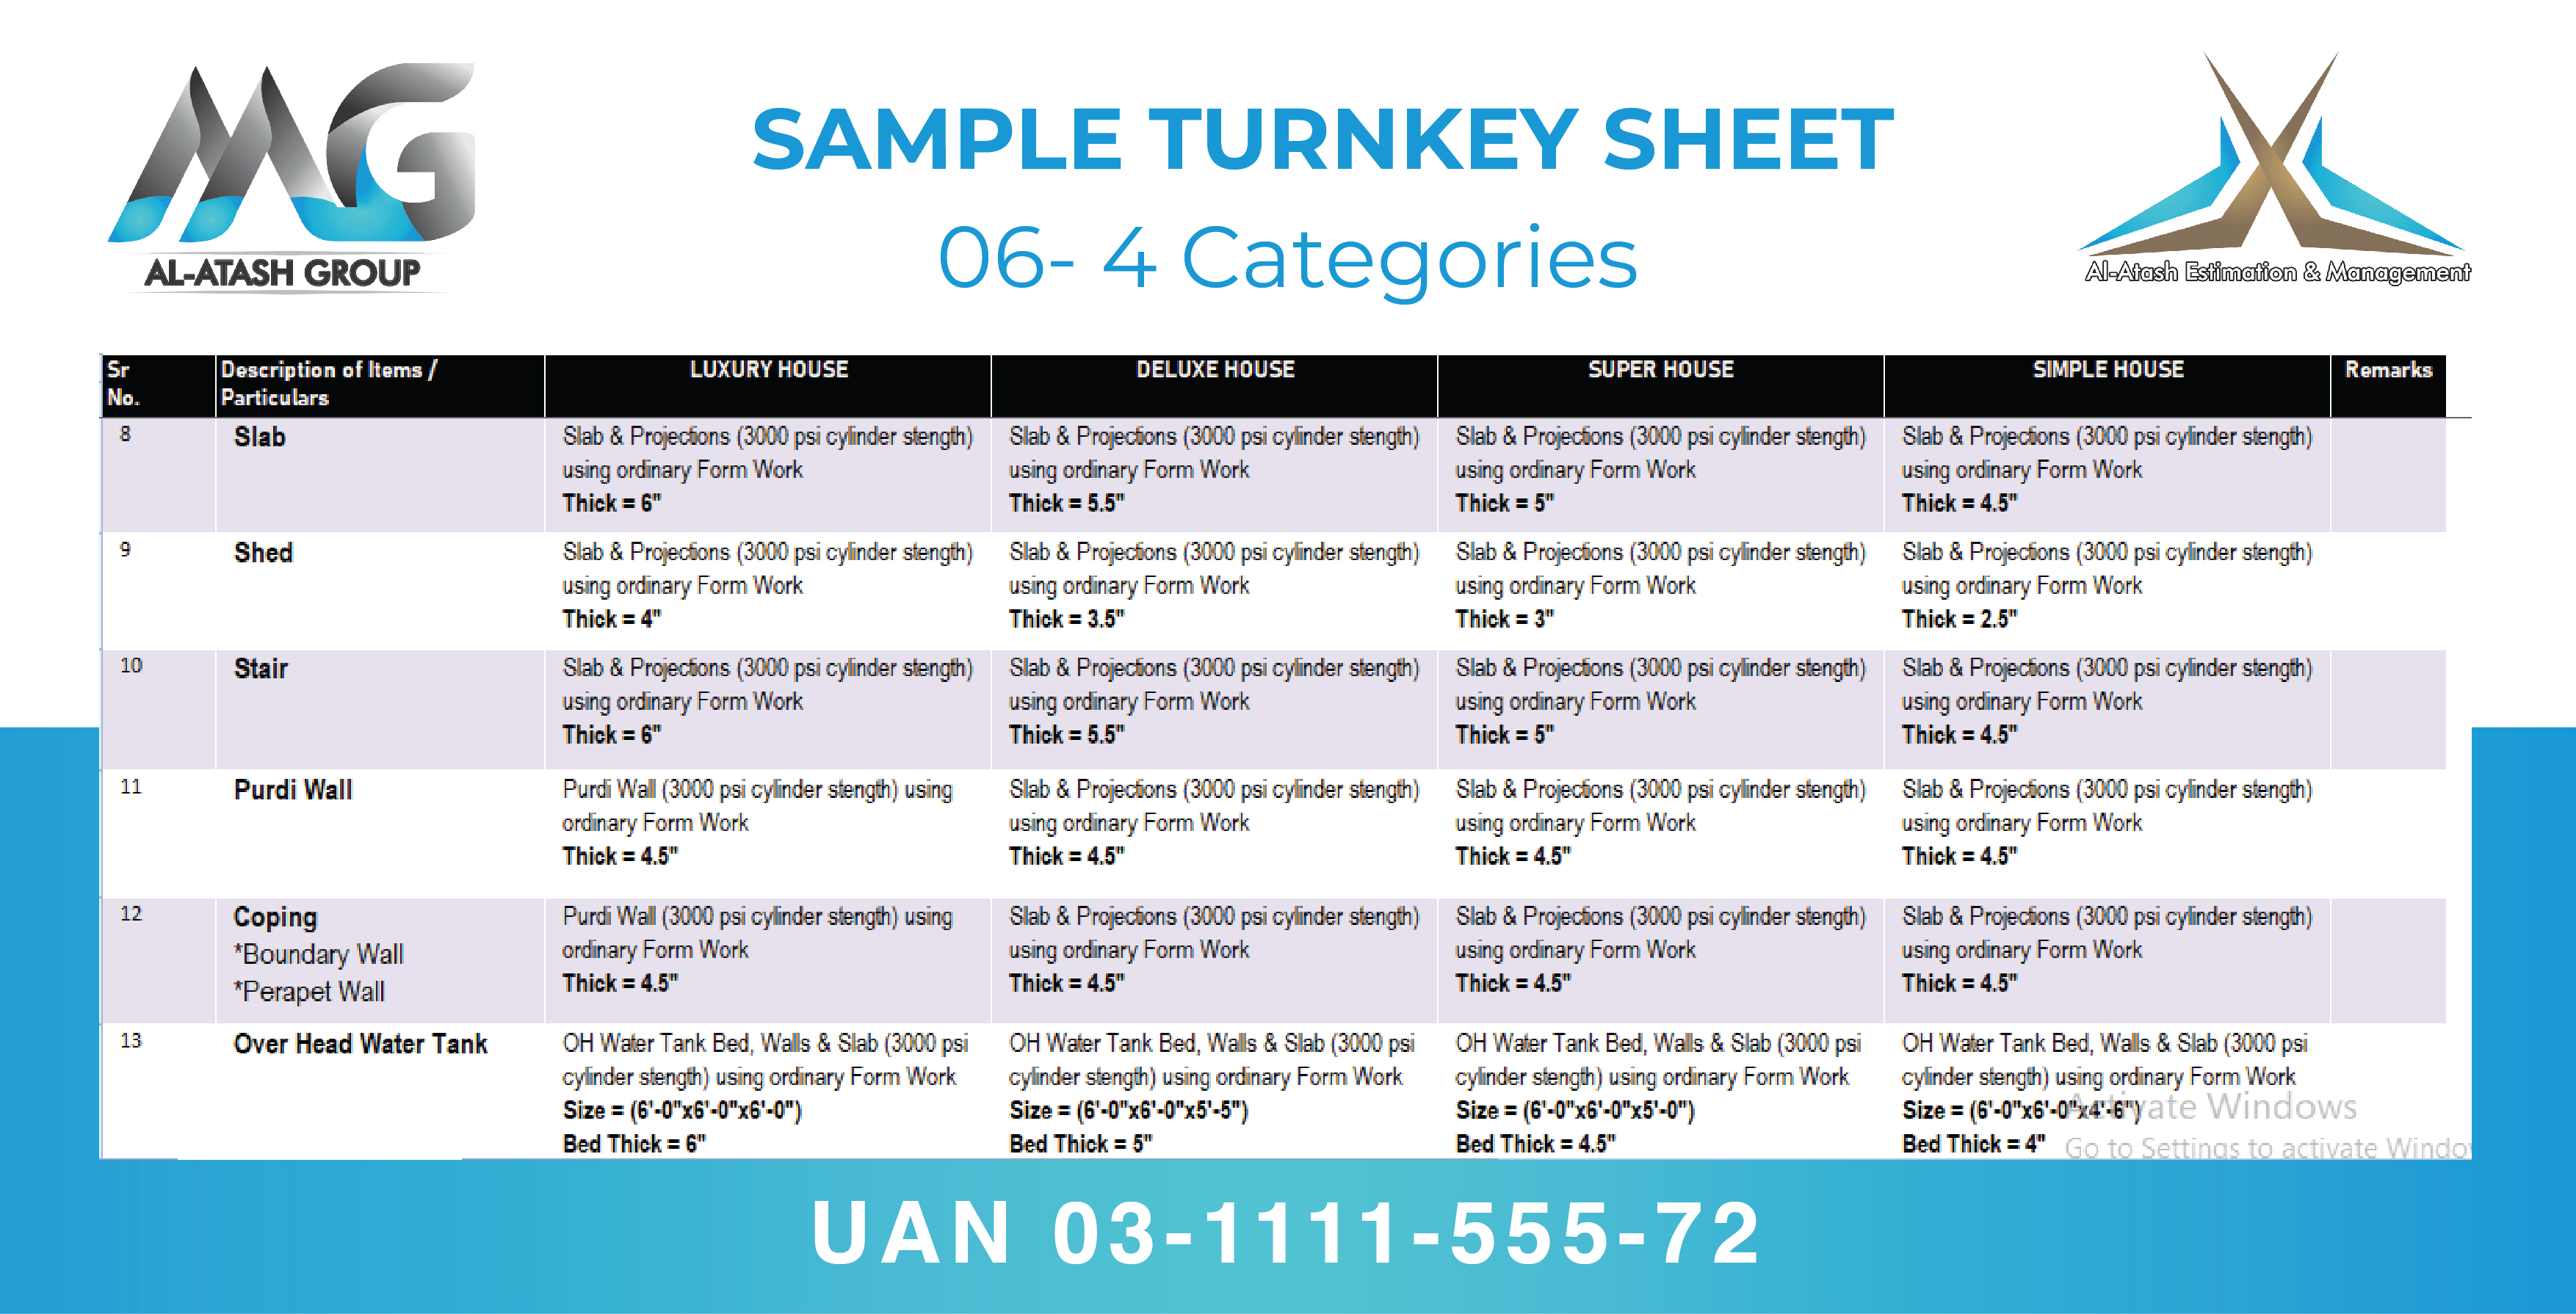 AL-ATASH GROUP
SAMPLE TURNKEY SHEET
06- 4 Categories
Al-Atash Estimation & Management
Sr No.
Description of Items / Particulars
LUXURY HOUSE
DELUXE HOUSE
SUPER HOUSE
SIMPLE HOUSE
Remarks
8
Slab
Slab & Projections (3000 psi cylinder stength)
using ordinary Form Work
Thick = 6"
Slab & Projections (3000 psi cylinder stength)
using ordinary Form Work
Thick = 5.5"
Slab & Projections (3000 psi cylinder stength)
using ordinary Form Work
Thick = 5"
Slab & Projections (3000 psi cylinder stength)
using ordinary Form Work
Thick = 4.5"
9
Shed
Slab & Projections (3000 psi cylinder stength)
using ordinary Form Work
Thick = 4"
Slab & Projections (3000 psi cylinder stength)
using ordinary Form Work
Thick = 3.5"
Slab & Projections (3000 psi cylinder stength)
using ordinary Form Work
Thick = 3"
Slab & Projections (3000 psi cylinder stength)
using ordinary Form Work
Thick = 2.5"
10
Stair
Slab & Projections (3000 psi cylinder stength)
using ordinary Form Work
Thick = 6"
Slab & Projections (3000 psi cylinder stength)
using ordinary Form Work
Thick = 5.5"
Slab & Projections (3000 psi cylinder stength)
using ordinary Form Work
Thick = 5"
Slab & Projections (3000 psi cylinder stength)
using ordinary Form Work
Thick = 4.5"
11
Purdi Wall
Purdi Wall (3000 psi cylinder stength) using
ordinary Form Work
Thick = 4.5"
Slab & Projections (3000 psi cylinder stength)
using ordinary Form Work
Thick = 4.5"
Slab & Projections (3000 psi cylinder stength)
using ordinary Form Work
Thick = 4.5"
Slab & Projections (3000 psi cylinder stength)
using ordinary Form Work
Thick = 4.5"
12
Coping
*Boundary Wall
*Perapet Wall
Purdi Wall (3000 psi cylinder stength) using
ordinary Form Work
Thick = 4.5"
Slab & Projections (3000 psi cylinder stength)
using ordinary Form Work
Thick = 4.5"
Slab & Projections (3000 psi cylinder stength)
using ordinary Form Work
Thick = 4.5"
Slab & Projections (3000 psi cylinder stength)
using ordinary Form Work
Thick = 4.5"
13
Over Head Water Tank
OH Water Tank Bed, Walls & Slab (3000 psi
cylinder stength) using ordinary Form Work
Size = (6'-0"x6'-0"x6'-0")
Bed Thick = 6"
OH Water Tank Bed, Walls & Slab (3000 psi
cylinder stength) using ordinary Form Work
Size = (6'-0"x6'-0"x5'-5")
Bed Thick = 5"
OH Water Tank Bed, Walls & Slab (3000 psi
cylinder stength) using ordinary Form Work
Size = (6'-0"x6'-0"x5'-0")
Bed Thick = 4.5"
OH Water Tank Bed, Walls & Slab (3000 psi
cylinder stength) using ordinary Form Work
Size = (6'-0"x6'-0"x4'-6")
Bed Thick = 4"
Activate Windows
Go to Settings to activate Windo
UAN 03-1111-555-72